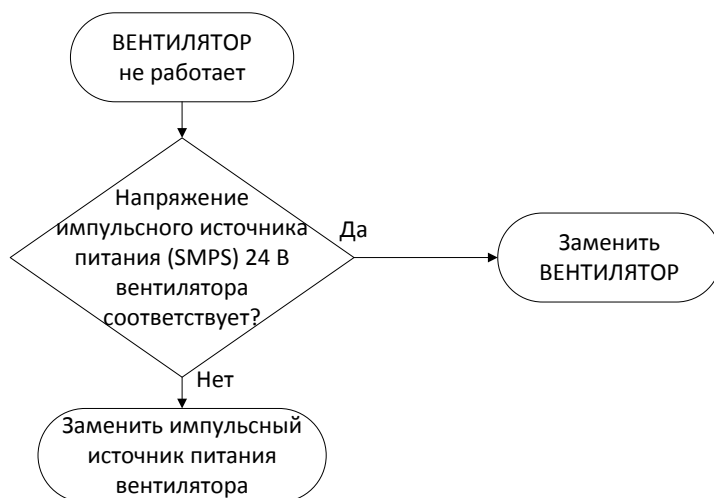 ВЕНТИЛЯТОР
не работает
Напряжение
импульсного источника
питания (SMPS) 24 В
вентилятора
соответствует?
Да
Заменить
ВЕНТИЛЯТОР
Нет
Заменить импульсный
источник питания
вентилятора